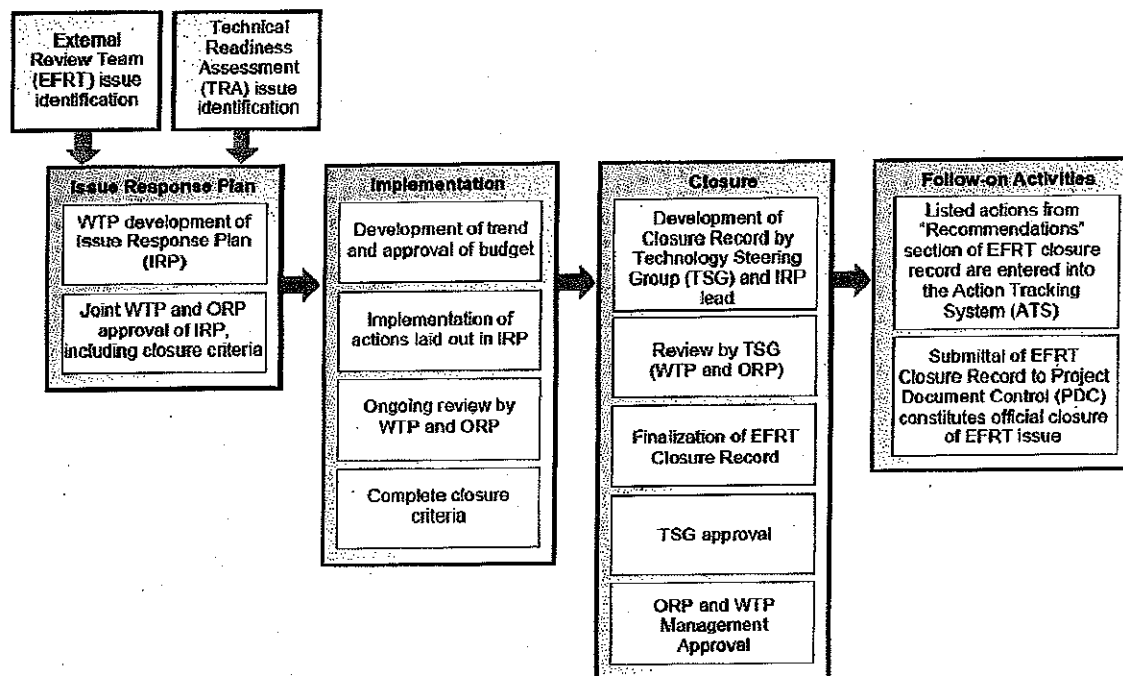 External
Review Team
(EFRT) issue
identification
Technical
Readiness
Assessment
(TRA) issue
identification
Issue Response Plan
WTP development of
Issue Response Plan
(IRP)
Joint WTP and ORP
approval of IRP,
including closure criteria
Implementation
Development of trend
and approval of budget
Implementation of
actions laid out in IRP
Ongoing review by
WTP and ORP
Complete closure
criteria
Closure
Development of
Closure Record by
Technology Steering
Group (TSG) and IRP
lead
Review by TSG
(WTP and ORP)
Finalization of EFRT
Closure Record
TSG approval
ORP and WTP
Management
Approval
Follow-on Activities
Listed actions from
"Recommendations"
section of EFRT closure
record are entered into
the Action Tracking
System (ATS)
Submittal of EFRT
Closure Record to Project
Document Control (PDC)
constitutes official closure
of EFRT issue